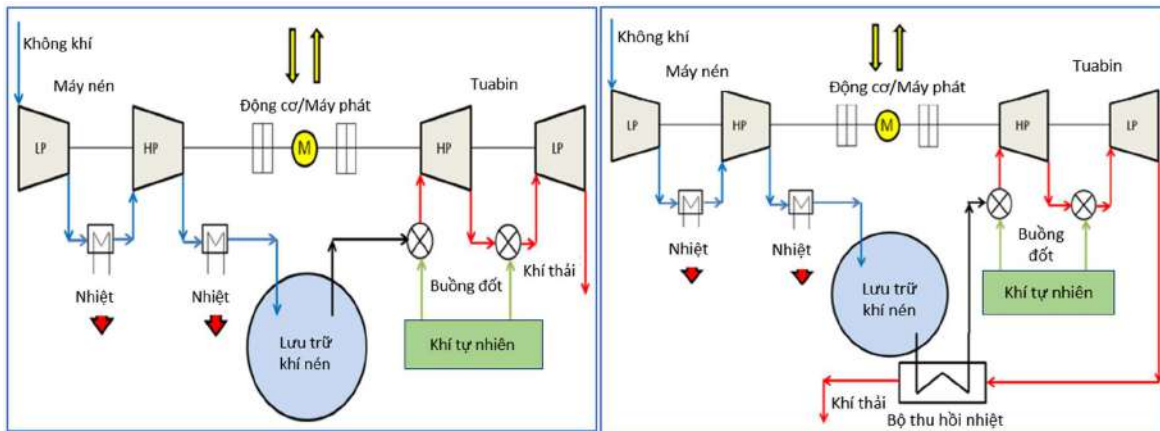 Không khí
Máy nén
Động cơ/Máy phát
Tuabin
LP
HP
M
HP
LP
Nhiệt
Nhiệt
Buồng đốt
Khí thải
Lưu trữ
khí nén
Khí tự nhiên
Không khí
Máy nén
Động cơ/Máy phát
Tuabin
LP
HP
M
HP
LP
Nhiệt
Nhiệt
Buồng
đốt
Lưu trữ
khí nén
Khí tự nhiên
Khí thải
Bộ thu hồi nhiệt